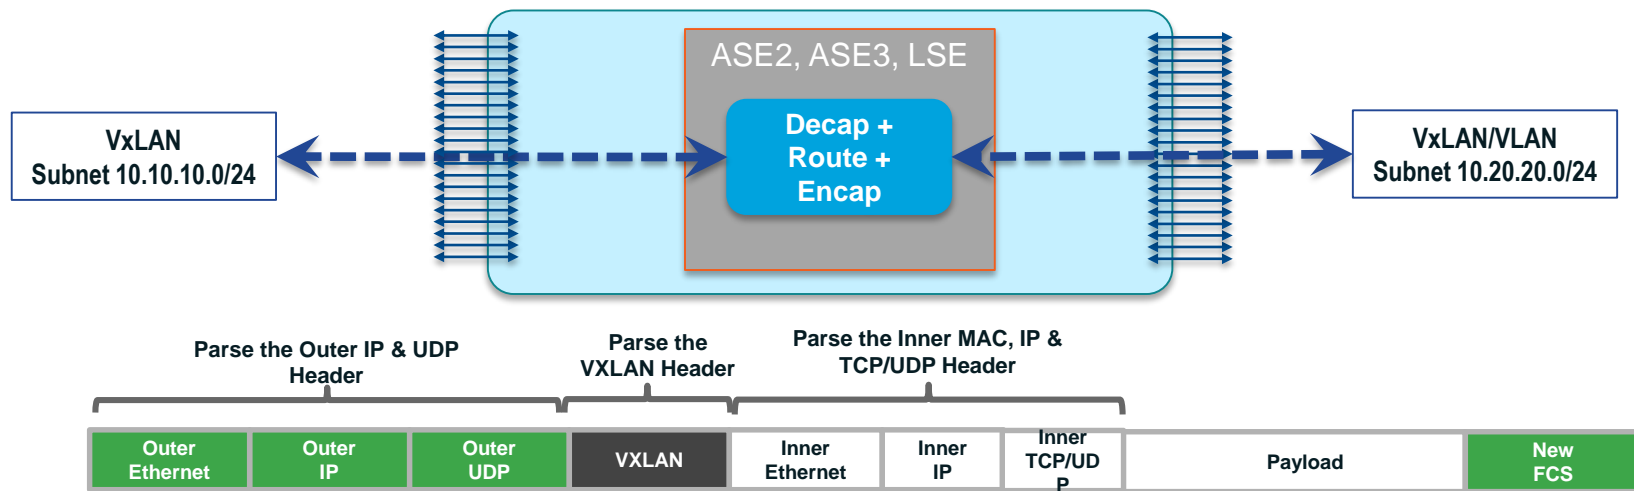 ASE2, ASE3, LSE
VxLAN
Subnet 10.10.10.0/24
Decap +
Route +
Encap
VxLAN/VLAN
Subnet 10.20.20.0/24
Parse the Outer IP & UDP
Header
Parse the
VXLAN Header
Parse the Inner MAC, IP &
TCP/UDP Header
Outer
Ethernet
Outer
IP
Outer
UDP
VXLAN
Inner
Ethernet
Inner
IP
Inner
TCP/UD
P
Payload
New
FCS